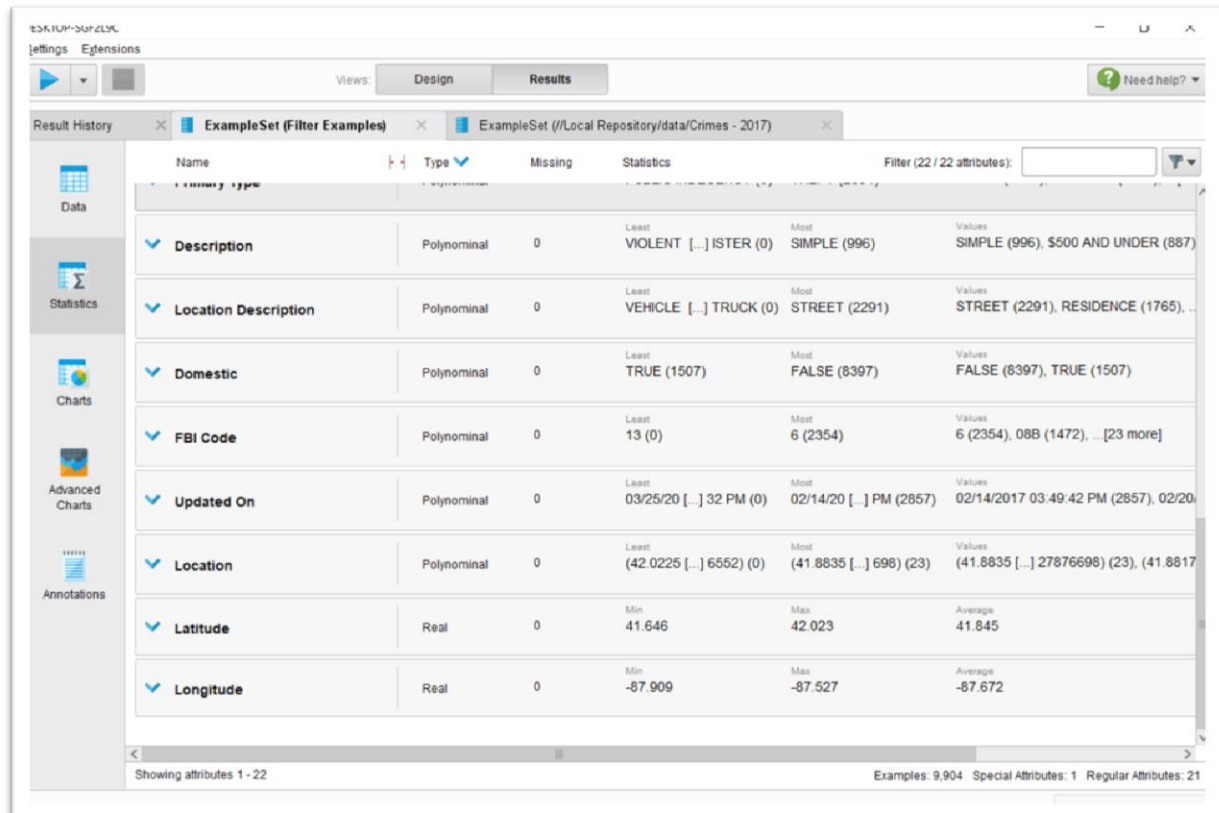 DESKTOP-SGF2L9C
Settings Extensions
Views: Design Results Need help?
Result History ExampleSet (Filter Examples) ExampleSet (//Local Repository/data/Crimes - 2017)
Name Type Missing Statistics Filter (22 / 22 attributes):
Primary Type
Data
Least Most Values
Description Polynominal 0 VIOLENT [...] ISTER (0) SIMPLE (996) SIMPLE (996), $500 AND UNDER (887)
Statistics
Least Most Values
Location Description Polynominal 0 VEHICLE [...] TRUCK (0) STREET (2291) STREET (2291), RESIDENCE (1765), ..
Least Most Values
Domestic Polynominal 0 TRUE (1507) FALSE (8397) FALSE (8397), TRUE (1507)
Charts
Least Most Values
FBI Code Polynominal 0 13 (0) 6 (2354) 6 (2354), 08B (1472), ...[23 more]
Advanced
Charts
Least Most Values
Updated On Polynominal 0 03/25/20 [...] 32 PM (0) 02/14/20 [...] PM (2857) 02/14/2017 03:49:42 PM (2857), 02/20/
Least Most Values
Location Polynominal 0 (42.0225 [...] 6552) (0) (41.8835 [...] 698) (23) (41.8835 [...] 27876698) (23), (41.8817
Annotations
Min Max Average
Latitude Real 0 41.646 42.023 41.845
Min Max Average
Longitude Real 0 -87.909 -87.527 -87.672
Showing attributes 1 - 22 Examples: 9,904 Special Attributes: 1 Regular Attributes: 21